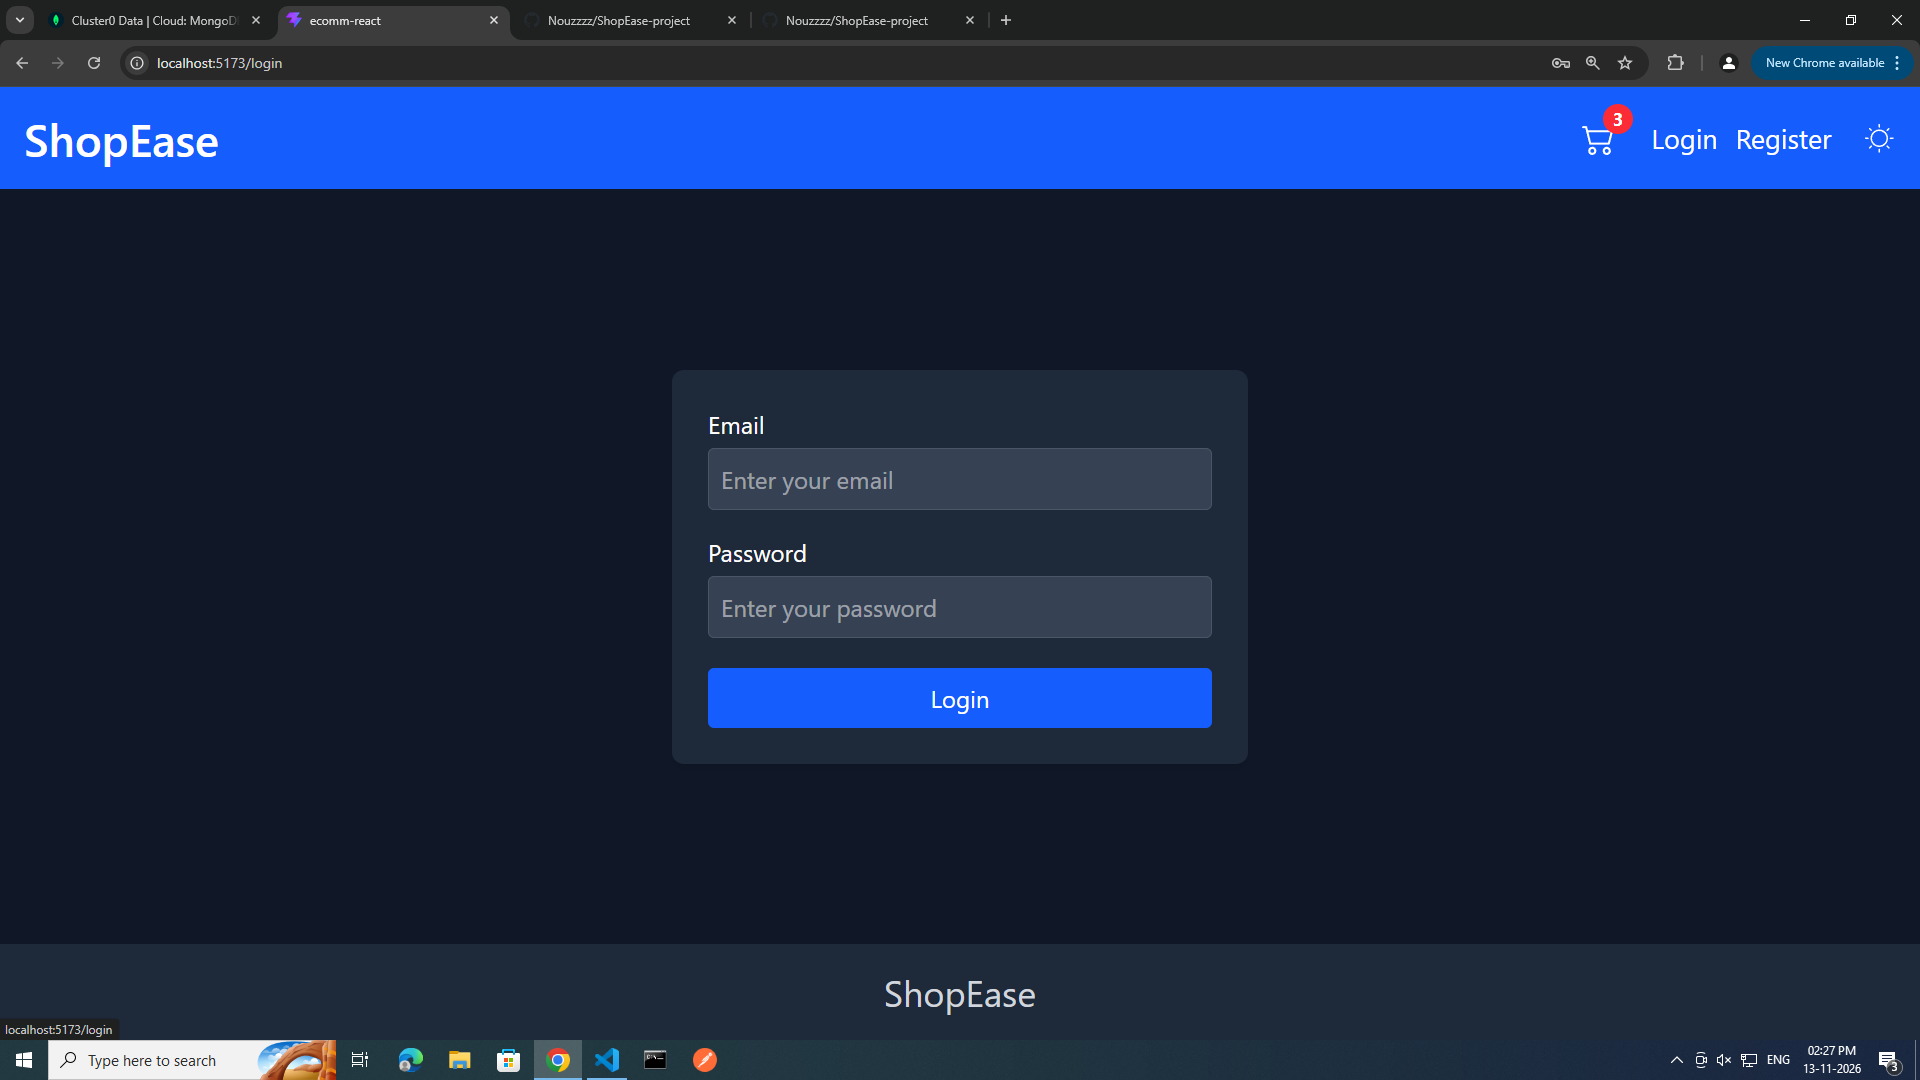 Cluster0 Data | Cloud: MongoD
ecomm-react
Nouzzzz/ShopEase-project
Nouzzzz/ShopEase-project
localhost:5173/login
New Chrome available
ShopEase
3
Login
Register
Email
Enter your email
Password
Enter your password
Login
ShopEase
localhost:5173/login
Type here to search
ENG
02:27 PM
13-11-2026
3